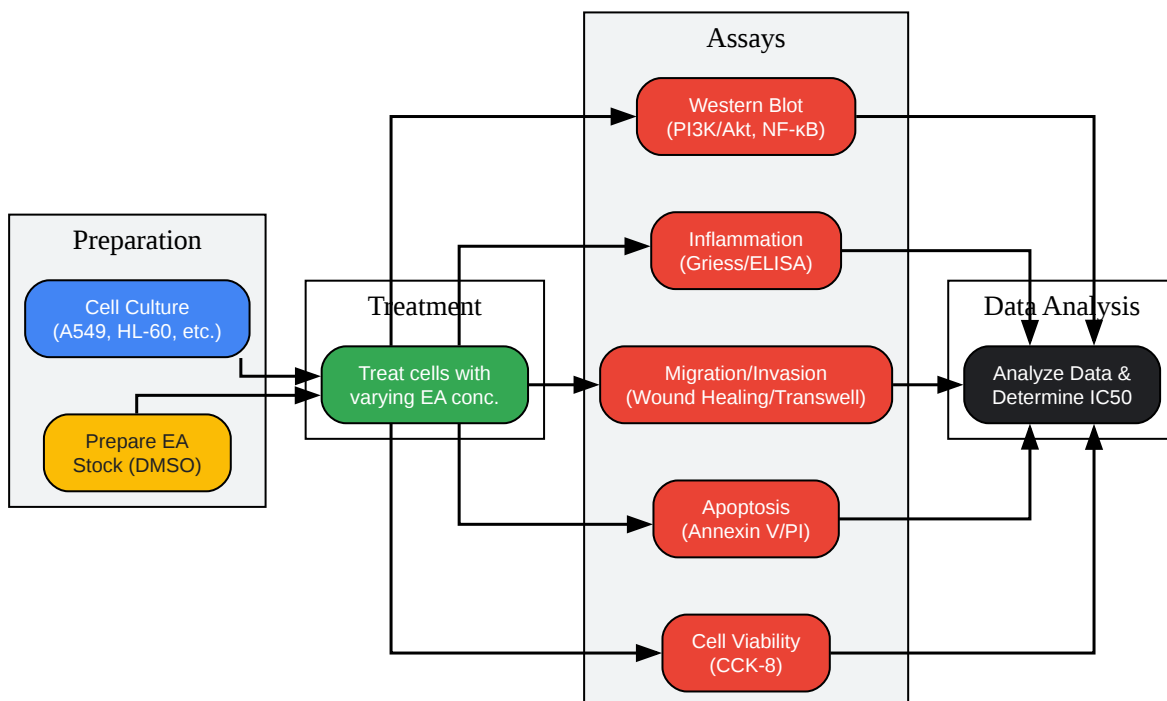 Preparation
Cell Culture
(A549, HL-60, etc.)
Prepare EA
Stock (DMSO)
Treatment
Treat cells with
varying EA conc.
Assays
Western Blot
(PI3K/Akt, NF-κB)
Inflammation
(Griess/ELISA)
Migration/Invasion
(Wound Healing/Transwell)
Apoptosis
(Annexin V/PI)
Cell Viability
(CCK-8)
Data Analysis
Analyze Data &
Determine IC50